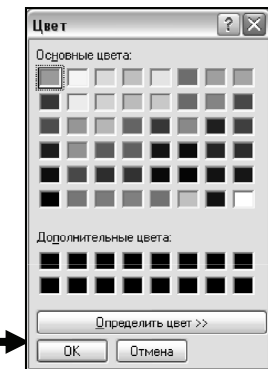 Цвет
Основные цвета:
Дополнительные цвета:
Определить цвет >>
OK Отмена